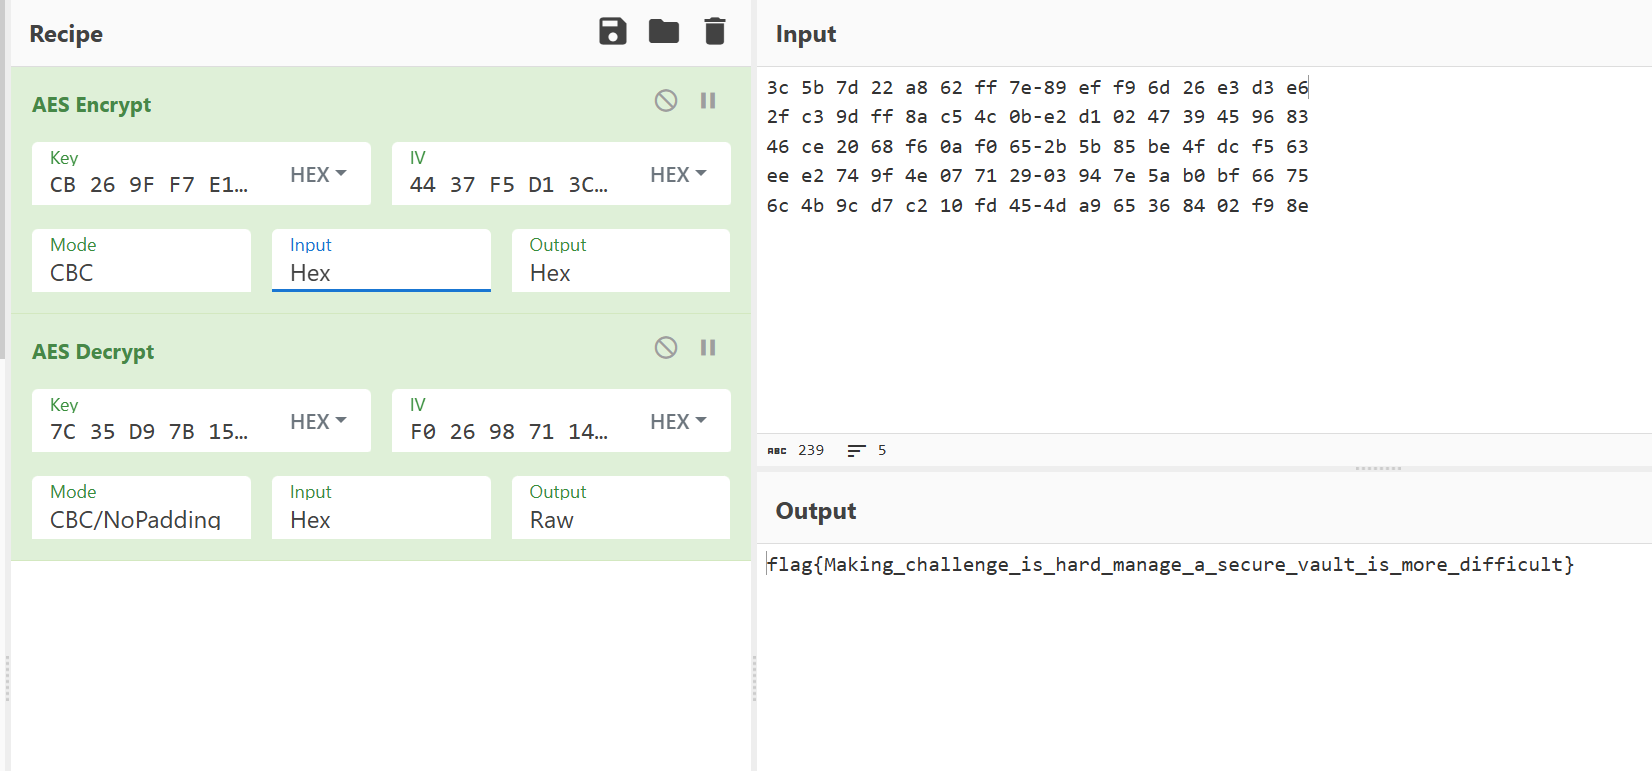 Recipe
AES Encrypt
Key
CB 26 9F F7 E1...
HEX
IV
44 37 F5 D1 3C...
HEX
Mode
CBC
Input
Hex
Output
Hex
AES Decrypt
Key
7C 35 D9 7B 15...
HEX
IV
F0 26 98 71 14...
HEX
Mode
CBC/NoPadding
Input
Hex
Output
Raw
Input
3c 5b 7d 22 a8 62 ff 7e-89 ef f9 6d 26 e3 d3 e6
2f c3 9d ff 8a c5 4c 0b-e2 d1 02 47 39 45 96 83
46 ce 20 68 f6 0a f0 65-2b 5b 85 be 4f dc f5 63
ee e2 74 9f 4e 07 71 29-03 94 7e 5a b0 bf 66 75
6c 4b 9c d7 c2 10 fd 45-4d a9 65 36 84 02 f9 8e
ABC 239 5
Output
flag{Making_challenge_is_hard_manage_a_secure_vault_is_more_difficult}